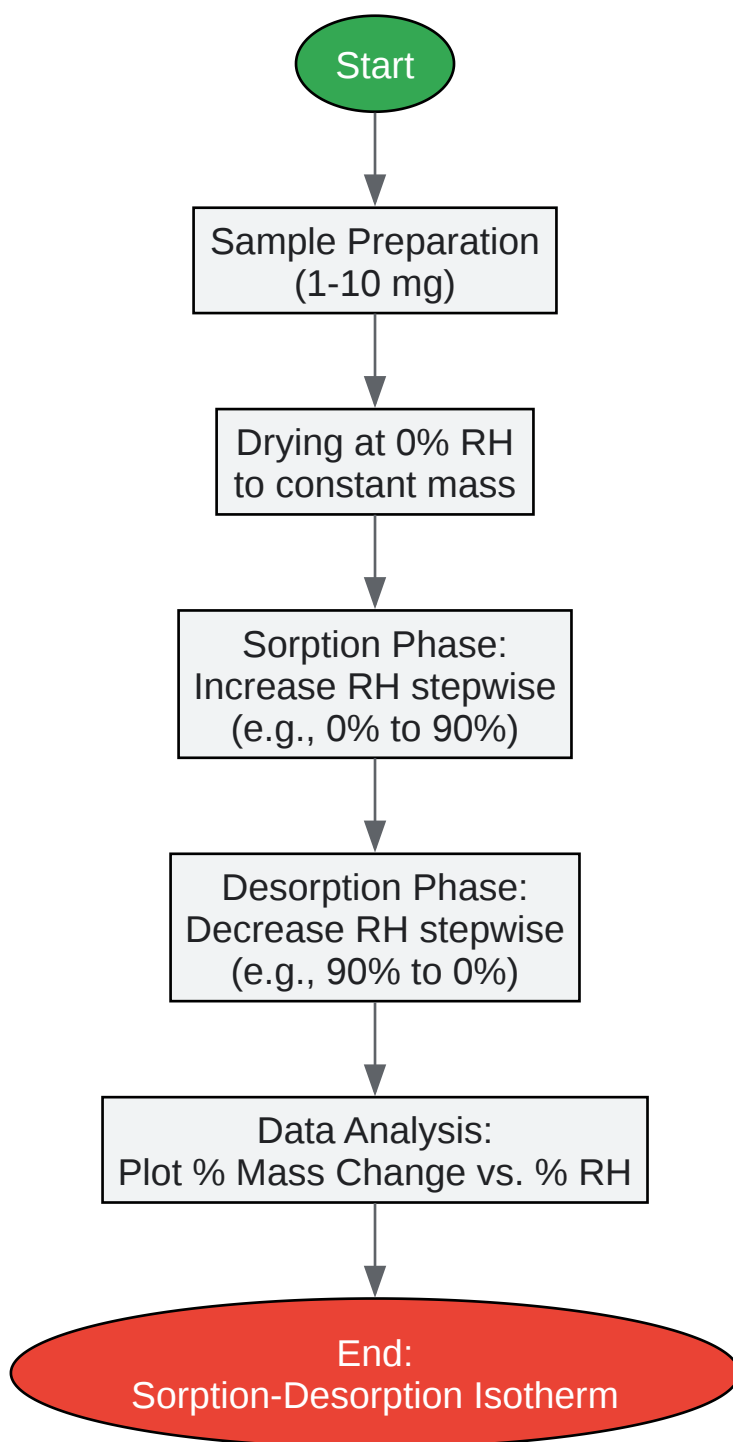 Start
Sample Preparation
(1-10 mg)
Drying at 0% RH
to constant mass
Sorption Phase:
Increase RH stepwise
(e.g., 0% to 90%)
Desorption Phase:
Decrease RH stepwise
(e.g., 90% to 0%)
Data Analysis:
Plot % Mass Change vs. % RH
End:
Sorption-Desorption Isotherm